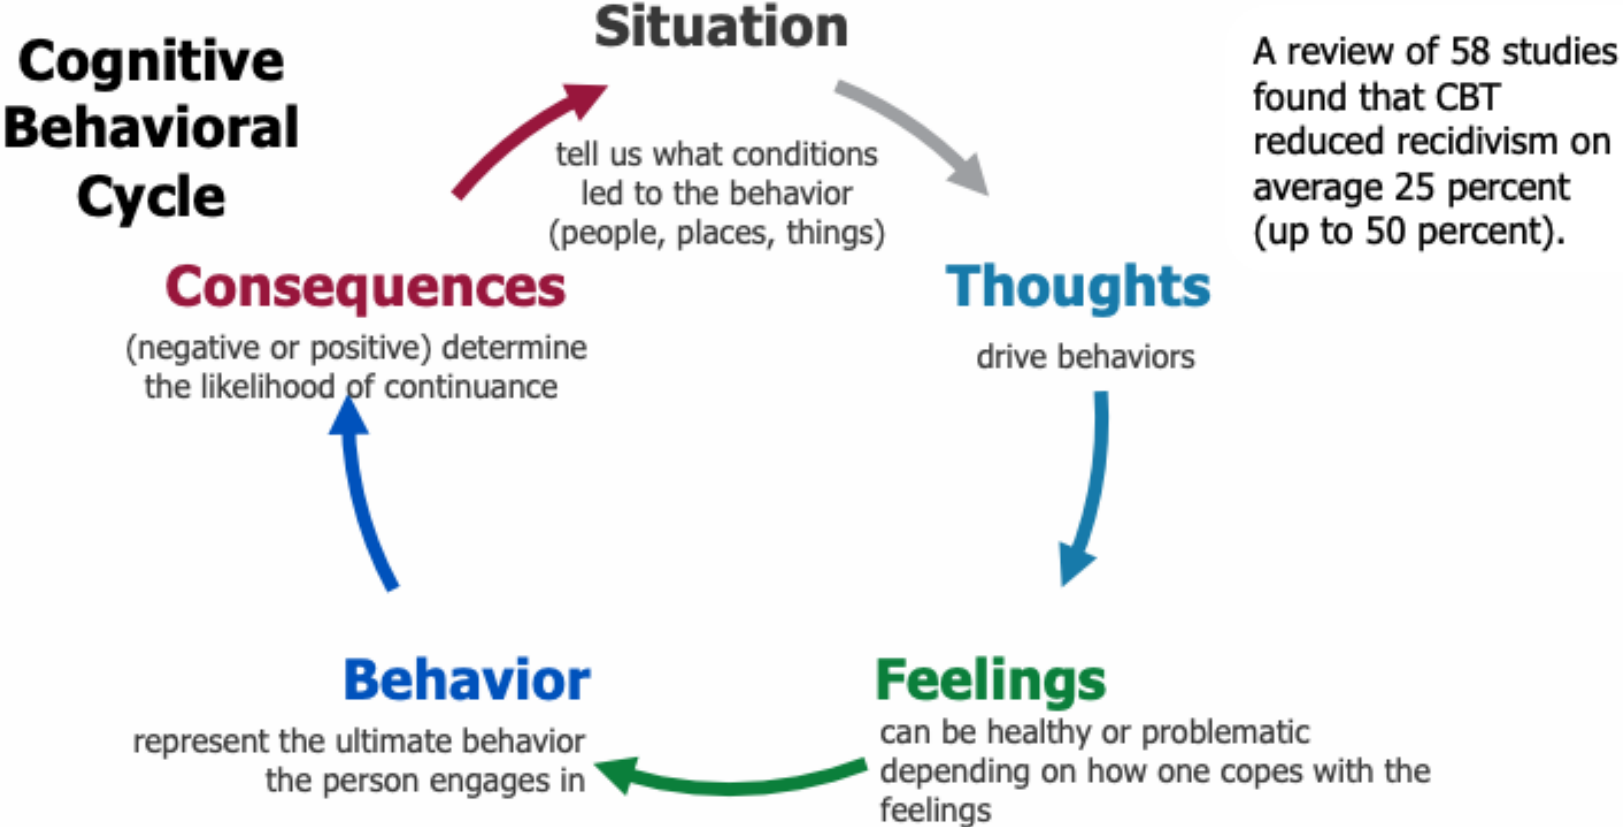 Cognitive
Behavioral
Cycle
Situation
tell us what conditions
led to the behavior
(people, places, things)
A review of 58 studies
found that CBT
reduced recidivism on
average 25 percent
(up to 50 percent).
Thoughts
drive behaviors
Feelings
can be healthy or problematic
depending on how one copes with the
feelings
Behavior
represent the ultimate behavior
the person engages in
Consequences
(negative or positive) determine
the likelihood of continuance